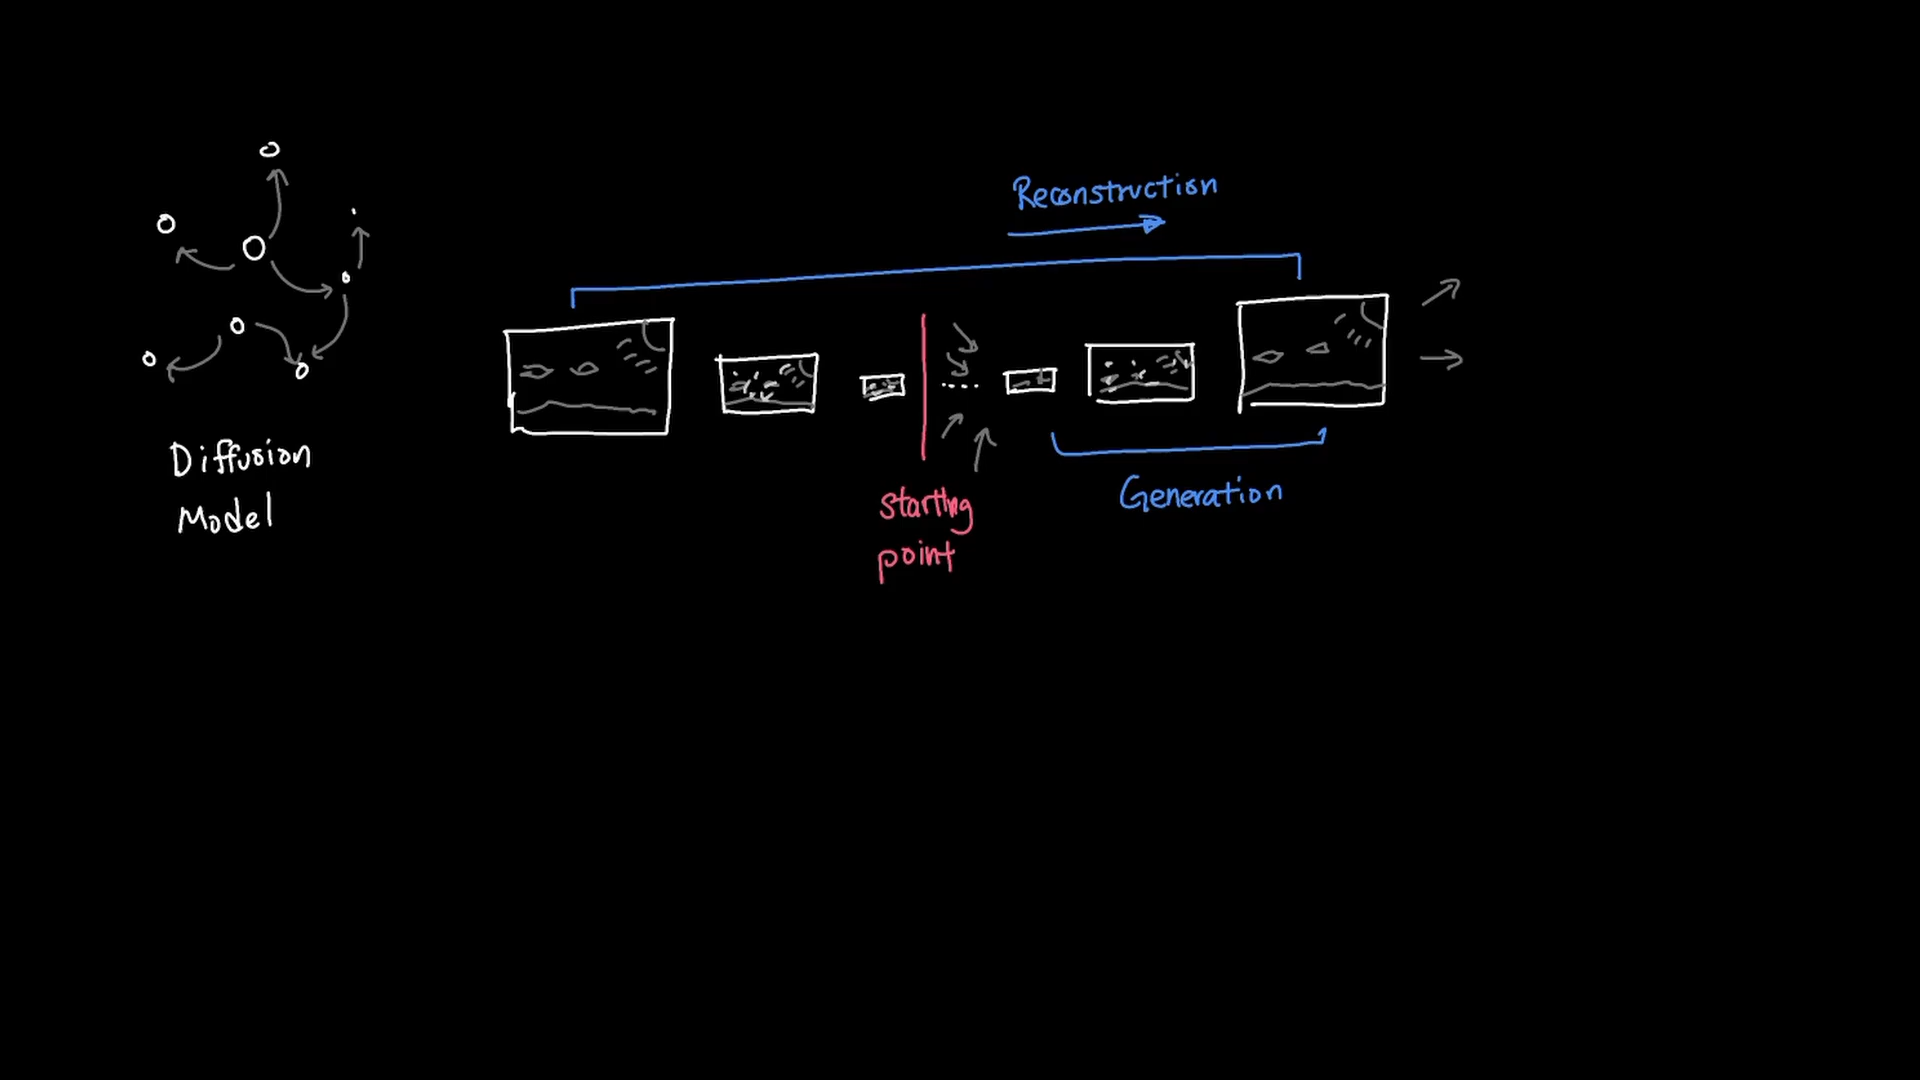 Reconstruction
Diffusion
Model
starting
point
Generation